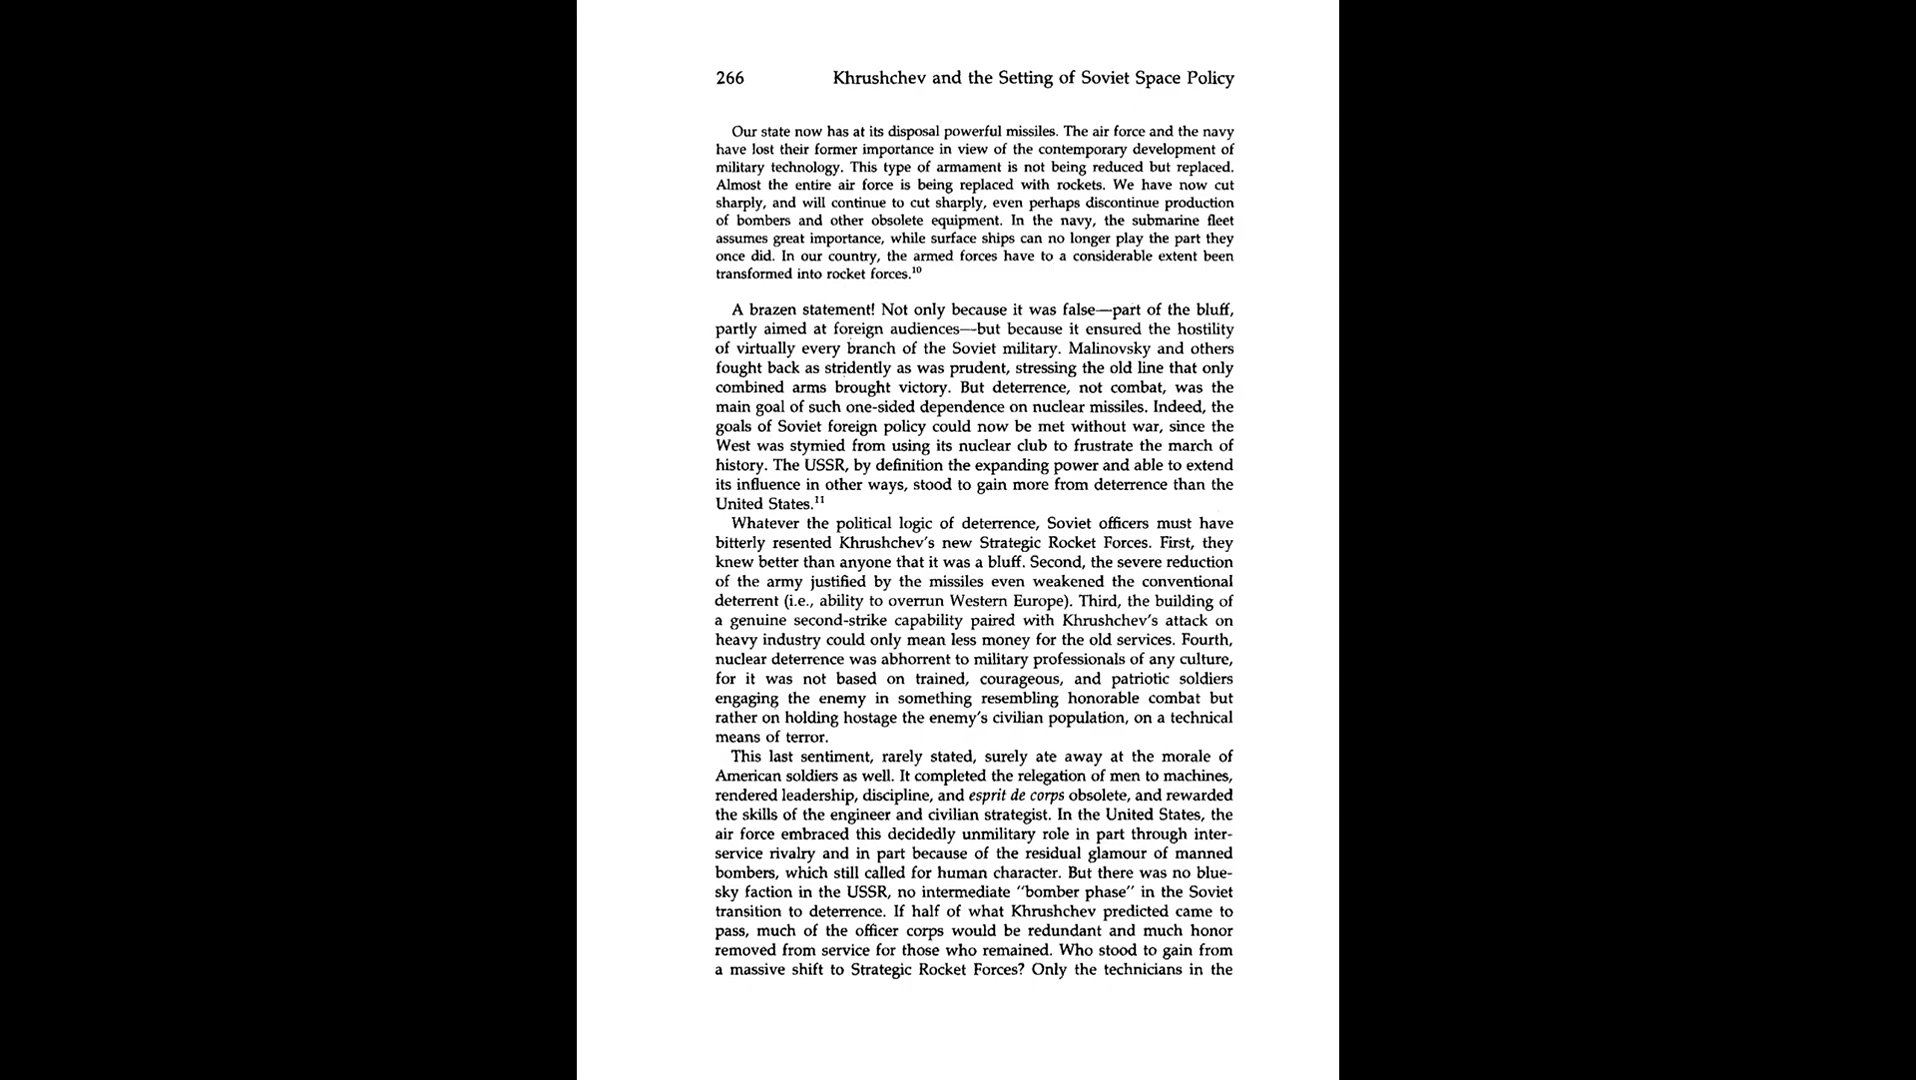 266 Khrushchev and the Setting of Soviet Space Policy
Our state now has at its disposal powerful missiles. The air force and the navy
have lost their former importance in view of the contemporary development of
military technology. This type of armament is not being reduced but replaced.
Almost the entire air force is being replaced with rockets. We have now cut
sharply, and will continue to cut sharply, even perhaps discontinue production
of bombers and other obsolete equipment. In the navy, the submarine fleet
assumes great importance, while surface ships can no longer play the part they
once did. In our country, the armed forces have to a considerable extent been
transformed into rocket forces.¹⁰
A brazen statement! Not only because it was false—part of the bluff,
partly aimed at foreign audiences—but because it ensured the hostility
of virtually every branch of the Soviet military. Malinovsky and others
fought back as stridently as was prudent, stressing the old line that only
combined arms brought victory. But deterrence, not combat, was the
main goal of such one-sided dependence on nuclear missiles. Indeed, the
goals of Soviet foreign policy could now be met without war, since the
West was stymied from using its nuclear club to frustrate the march of
history. The USSR, by definition the expanding power and able to extend
its influence in other ways, stood to gain more from deterrence than the
United States.¹¹
Whatever the political logic of deterrence, Soviet officers must have
bitterly resented Khrushchev's new Strategic Rocket Forces. First, they
knew better than anyone that it was a bluff. Second, the severe reduction
of the army justified by the missiles even weakened the conventional
deterrent (i.e., ability to overrun Western Europe). Third, the building of
a genuine second-strike capability paired with Khrushchev's attack on
heavy industry could only mean less money for the old services. Fourth,
nuclear deterrence was abhorrent to military professionals of any culture,
for it was not based on trained, courageous, and patriotic soldiers
engaging the enemy in something resembling honorable combat but
rather on holding hostage the enemy's civilian population, on a technical
means of terror.
This last sentiment, rarely stated, surely ate away at the morale of
American soldiers as well. It completed the relegation of men to machines,
rendered leadership, discipline, and esprit de corps obsolete, and rewarded
the skills of the engineer and civilian strategist. In the United States, the
air force embraced this decidedly unmilitary role in part through inter-
service rivalry and in part because of the residual glamour of manned
bombers, which still called for human character. But there was no blue-
sky faction in the USSR, no intermediate "bomber phase" in the Soviet
transition to deterrence. If half of what Khrushchev predicted came to
pass, much of the officer corps would be redundant and much honor
removed from service for those who remained. Who stood to gain from
a massive shift to Strategic Rocket Forces? Only the technicians in the